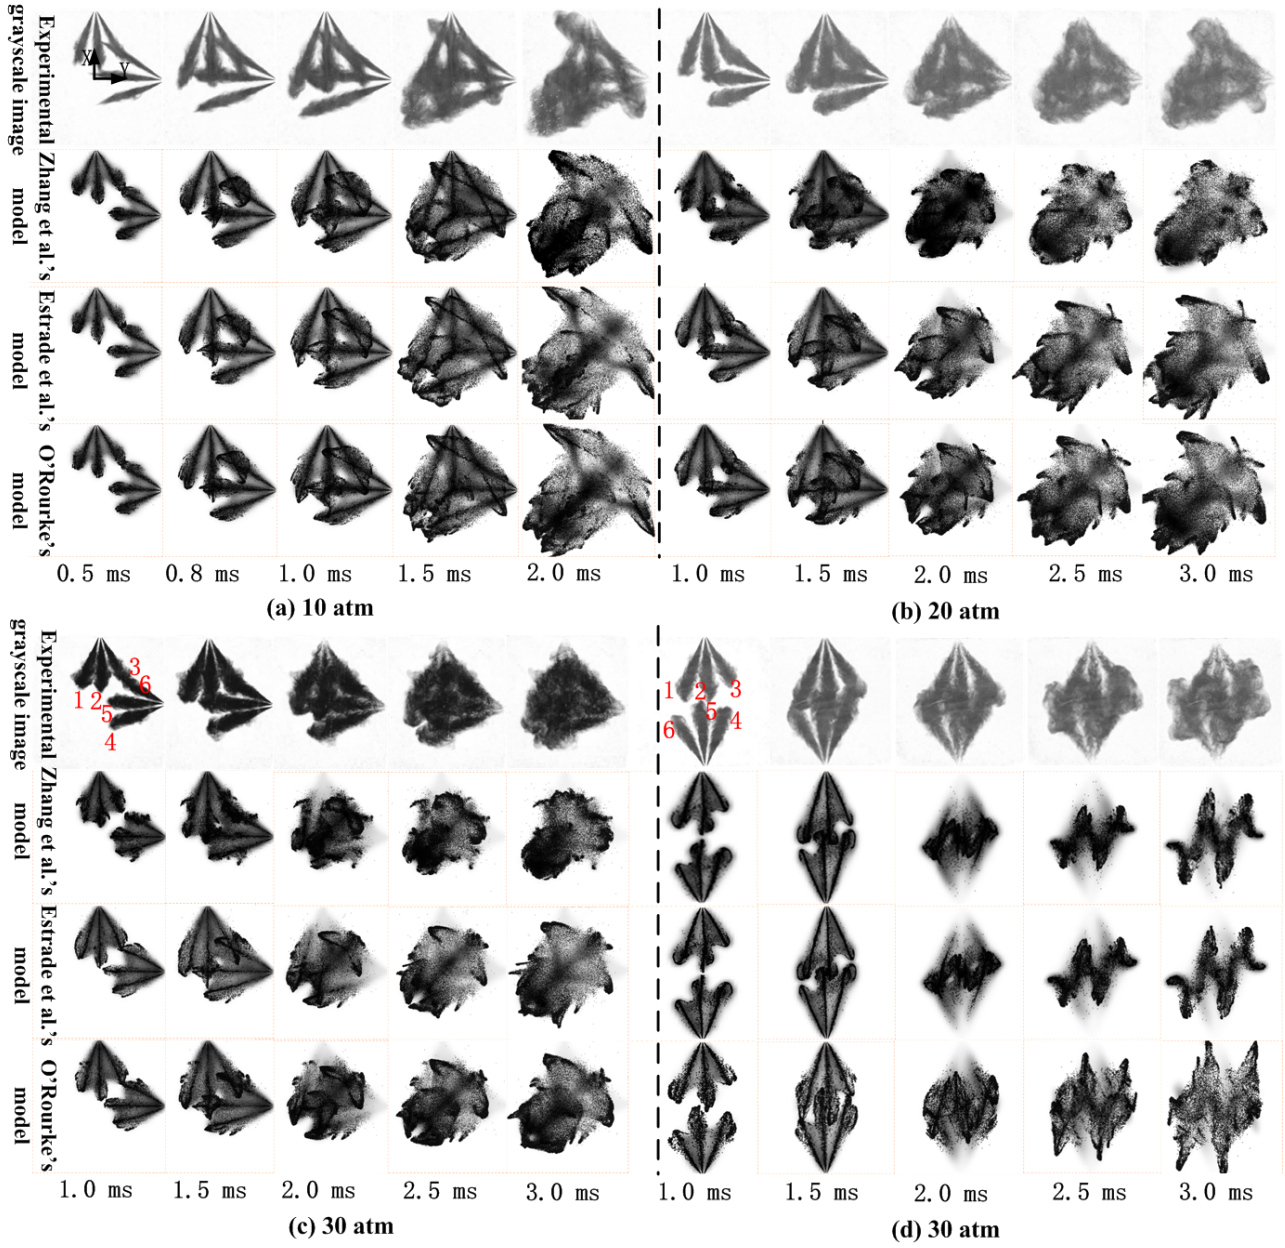 Experimental
grayscale image
Zhang et al.'s
model
Estrade et al.'s
model
O'Rourke's
model
X
Y
0.5 ms
0.8 ms
1.0 ms
1.5 ms
2.0 ms
(a) 10 atm
1.0 ms
1.5 ms
2.0 ms
2.5 ms
3.0 ms
(b) 20 atm
Experimental
grayscale image
Zhang et al.'s
model
Estrade et al.'s
model
O'Rourke's
model
1
2
3
6
5
4
1.0 ms
1.5 ms
2.0 ms
2.5 ms
3.0 ms
(c) 30 atm
1
2
3
5
4
6
1.0 ms
1.5 ms
2.0 ms
2.5 ms
3.0 ms
(d) 30 atm